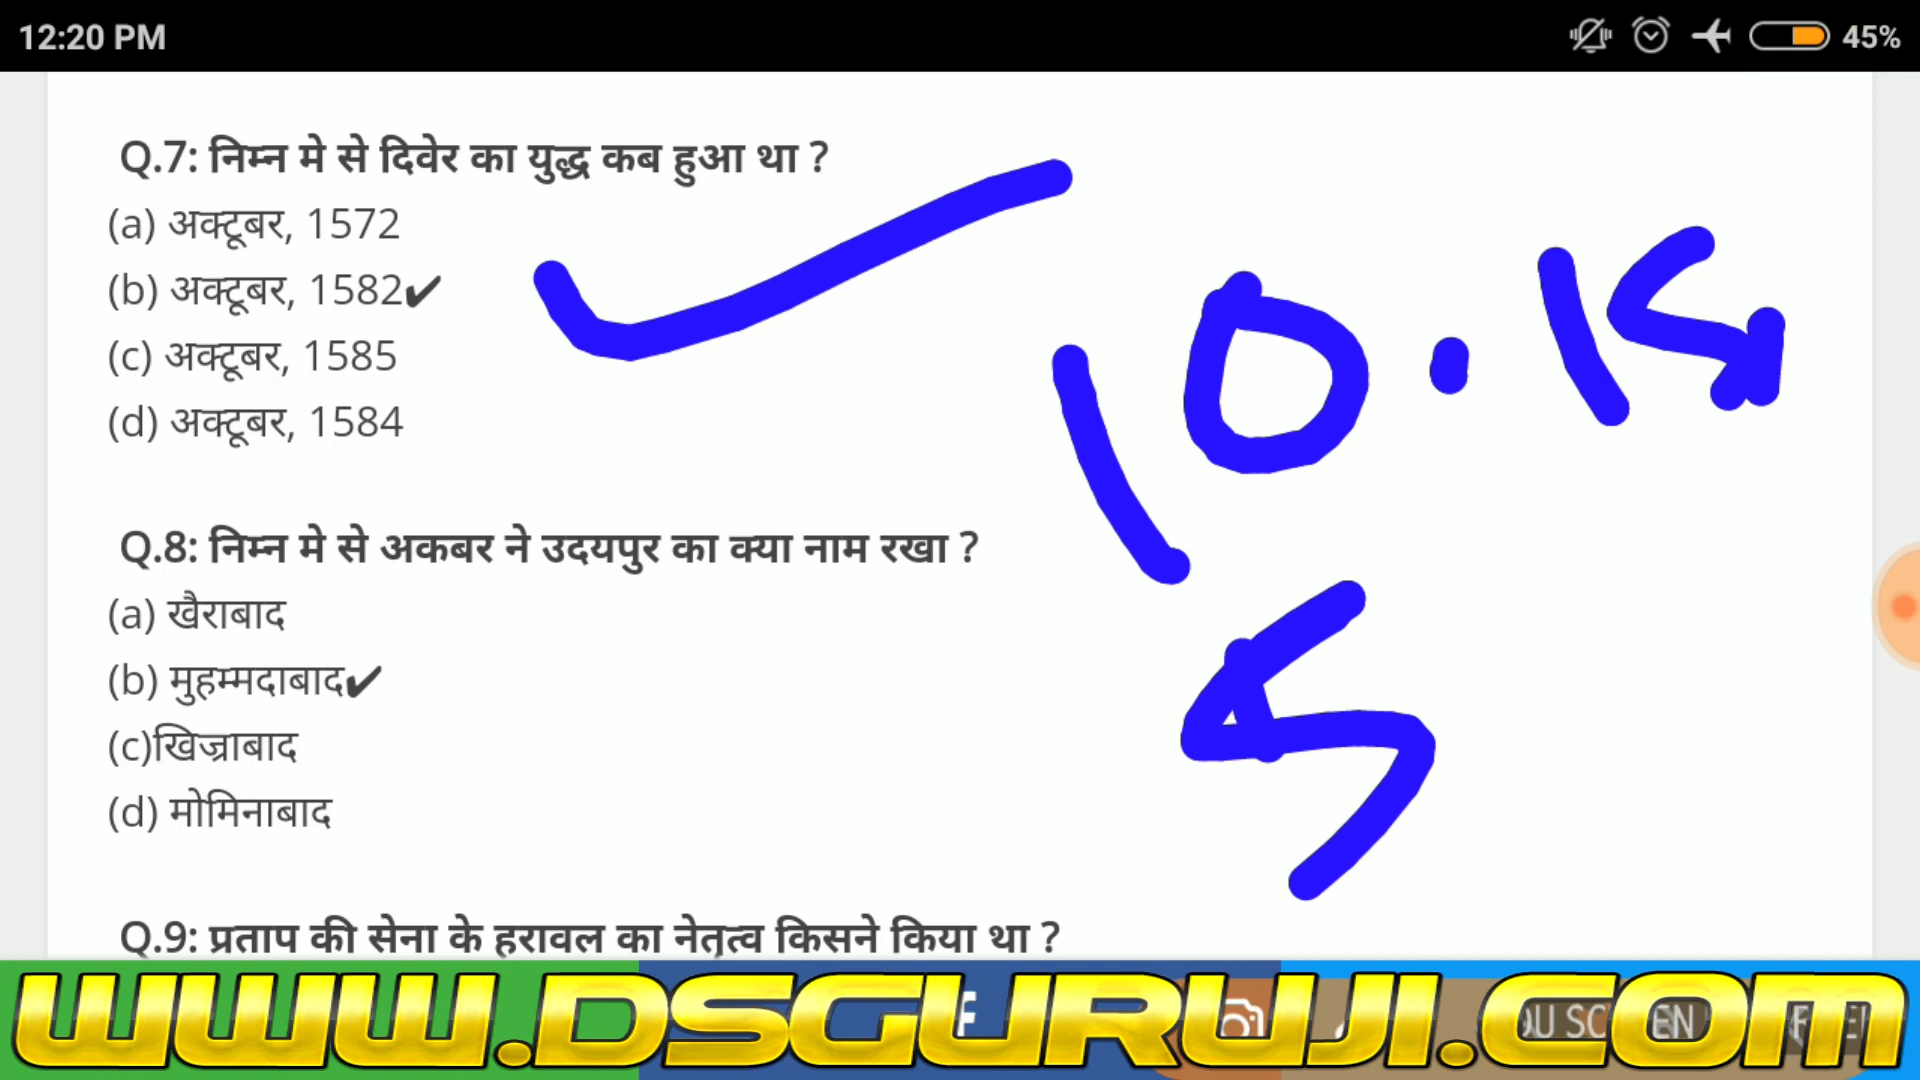 12:20 PM 45%
Q.7: निम्न मे से दिवेर का युद्ध कब हुआ था ?
(a) अक्टूबर, 1572
(b) अक्टूबर, 1582✔
(c) अक्टूबर, 1585
(d) अक्टूबर, 1584
10.15
5
Q.8: निम्न मे से अकबर ने उदयपुर का क्या नाम रखा ?
(a) खैराबाद
(b) मुहम्मदाबाद✔
(c)खिज्राबाद
(d) मोमिनाबाद
Q.9: प्रताप की सेना के हरावल का नेतृत्व किसने किया था ?
WWW.DSGURUJI.COM